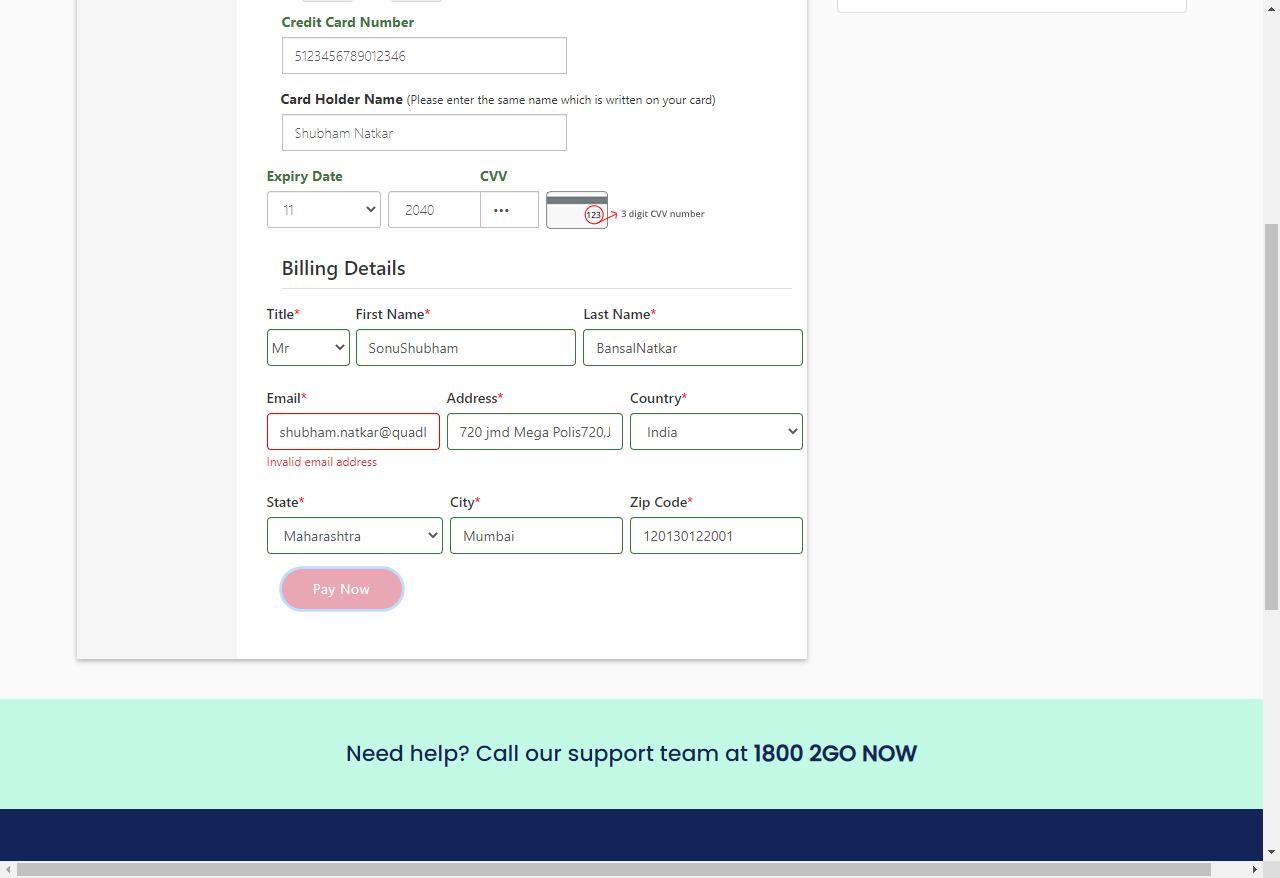 Credit Card Number
5123456789012346
Card Holder Name (Please enter the same name which is written on your card)
Shubham Natkar
Expiry Date CVV
11 2040 ••• 123 3 digit CVV number
Billing Details
Title* First Name* Last Name*
Mr SonuShubham BansalNatkar
Email* Address* Country*
shubham.natkar@quadl 720 jmd Mega Polis720,J India
Invalid email address
State* City* Zip Code*
Maharashtra Mumbai 120130122001
Pay Now
Need help? Call our support team at 1800 2GO NOW